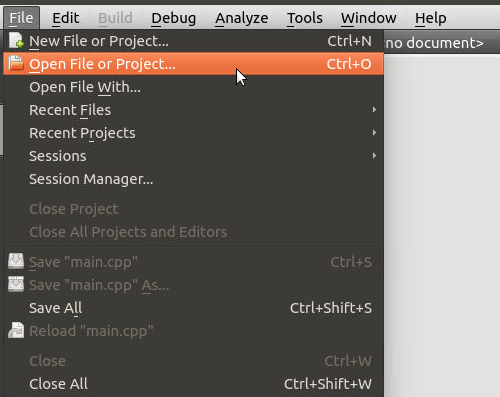 File Edit Build Debug Analyze Tools Window Help
New File or Project... Ctrl+N
no document>
Open File or Project... Ctrl+O
Open File With...
Recent Files
Recent Projects
Sessions
Session Manager...
Close Project
Close All Projects and Editors
Save "main.cpp" Ctrl+S
Save "main.cpp" As...
Save All Ctrl+Shift+S
Reload "main.cpp"
Close Ctrl+W
Close All Ctrl+Shift+W